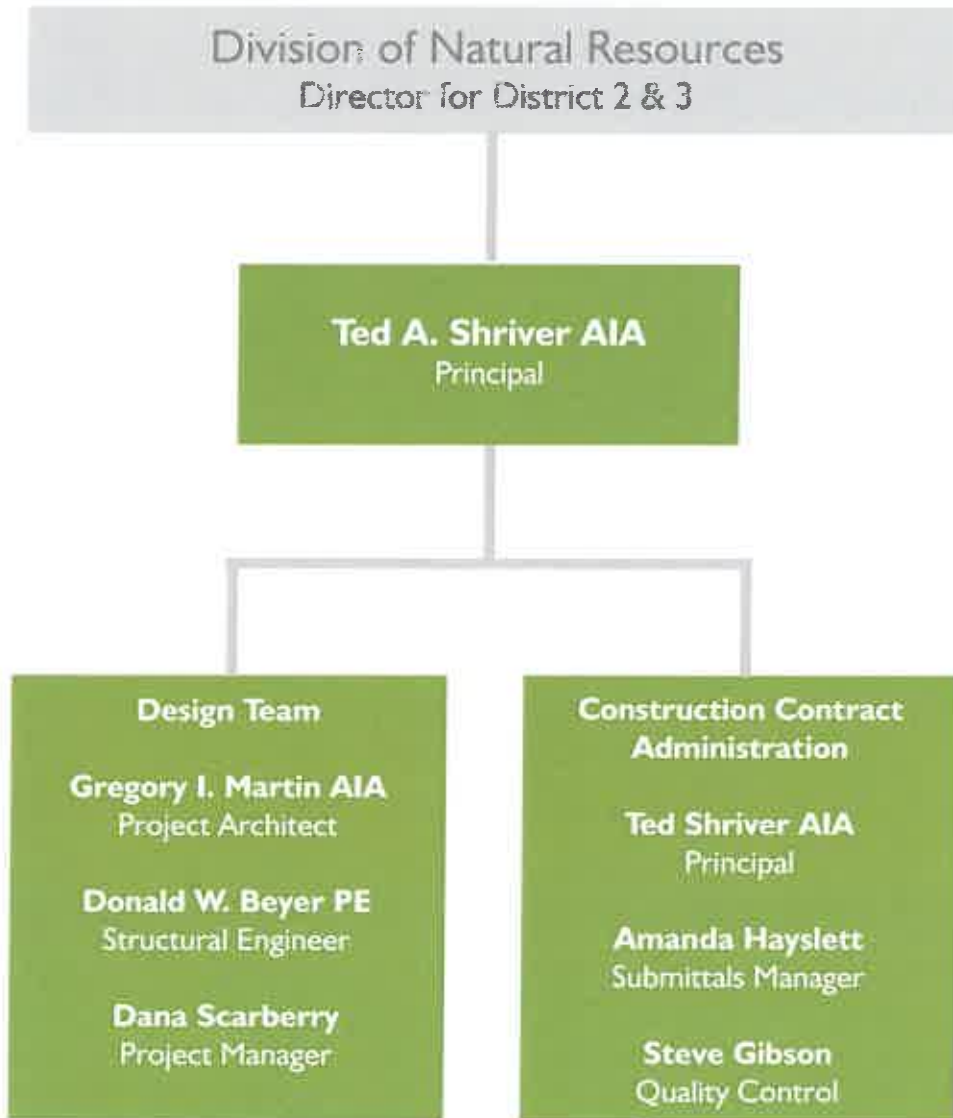 Division of Natural Resources
Director for District 2 & 3
Ted A. Shriver AIA
Principal
Design Team
Gregory I. Martin AIA
Project Architect
Donald W. Beyer PE
Structural Engineer
Dana Scarberry
Project Manager
Construction Contract
Administration
Ted Shriver AIA
Principal
Amanda Hayslett
Submittals Manager
Steve Gibson
Quality Control